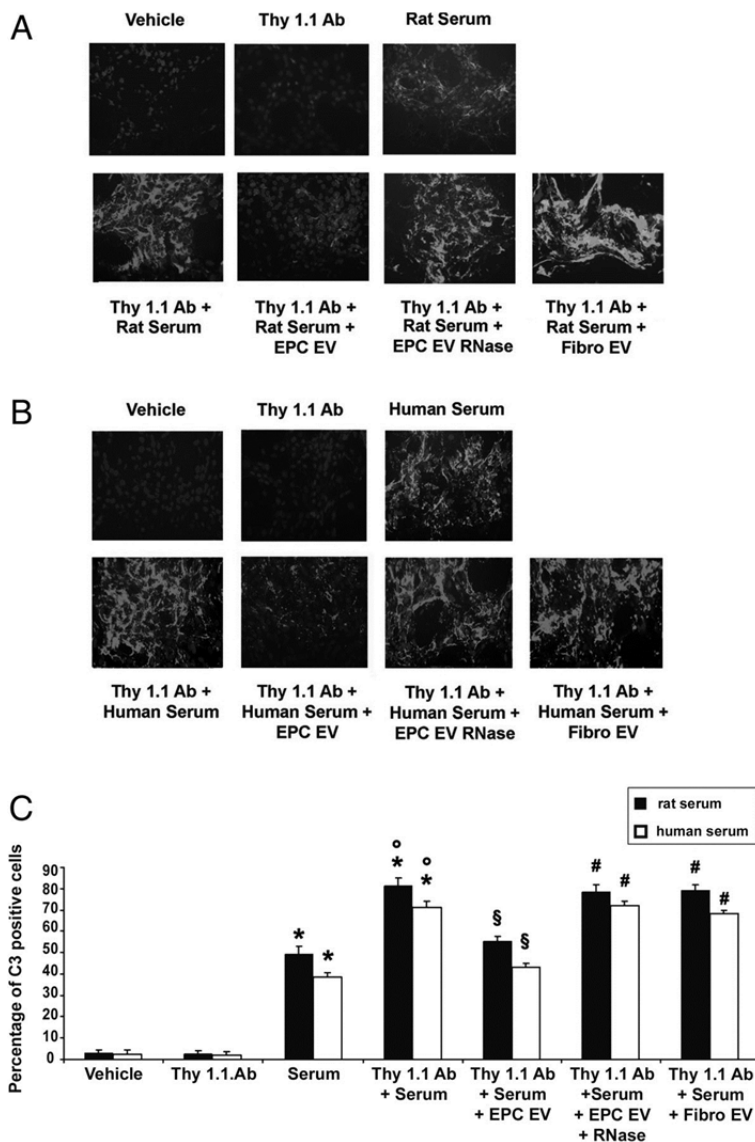 A
Vehicle
Thy 1.1 Ab
Rat Serum
Thy 1.1 Ab +
Rat Serum
Thy 1.1 Ab +
Rat Serum +
EPC EV
Thy 1.1 Ab +
Rat Serum +
EPC EV RNase
Thy 1.1 Ab +
Rat Serum +
Fibro EV
B
Vehicle
Thy 1.1 Ab
Human Serum
Thy 1.1 Ab +
Human Serum
Thy 1.1 Ab +
Human Serum +
EPC EV
Thy 1.1 Ab +
Human Serum +
EPC EV RNase
Thy 1.1 Ab +
Human Serum +
Fibro EV
C
rat serum
human serum
Percentage of C3 positive cells
90
80
70
60
50
40
30
20
10
0
* *
° °
* *
§ §
# #
# #
Vehicle
Thy 1.1.Ab
Serum
Thy 1.1 Ab
+ Serum
Thy 1.1 Ab
+ Serum
+ EPC EV
Thy 1.1 Ab
+Serum
+ EPC EV
+ RNase
Thy 1.1 Ab
+ Serum
+ Fibro EV